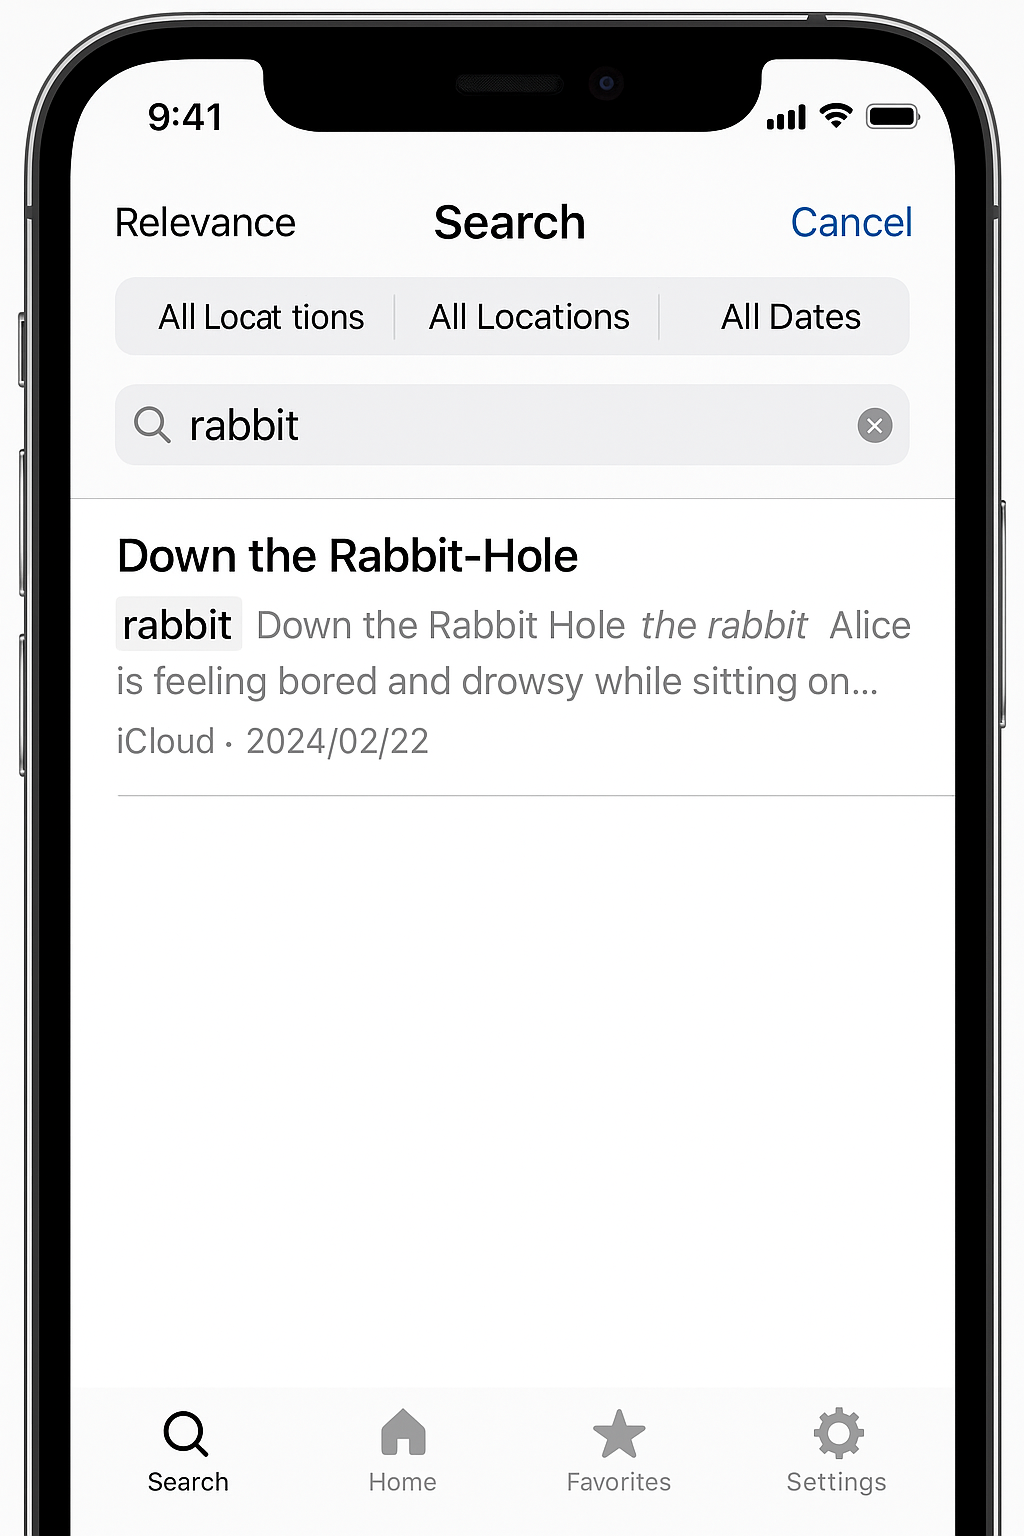 9:41
Relevance Search Cancel
All Locat tions All Locations All Dates
rabbit
Down the Rabbit-Hole
rabbit Down the Rabbit Hole the rabbit Alice
is feeling bored and drowsy while sitting on...
iCloud · 2024/02/22
Search Home Favorites Settings